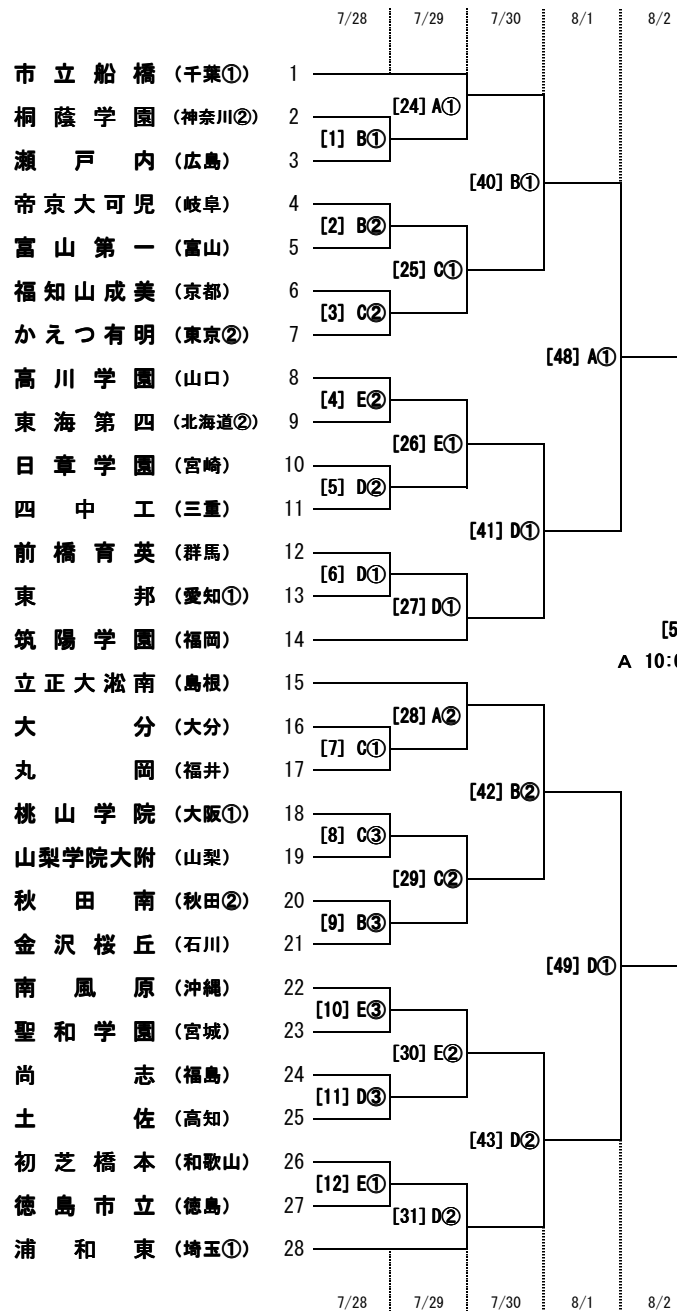 7/28 7/29 7/30 8/1 8/2
市立船橋 (千葉①) 1
[24] A①
桐蔭学園 (神奈川②) 2
[1] B①
瀬戸内 (広島) 3
[40] B①
帝京大可児 (岐阜) 4
[2] B②
富山第一 (富山) 5
[25] C①
福知山成美 (京都) 6
[3] C②
かえつ有明 (東京②) 7
[48] A①
高川学園 (山口) 8
[4] E②
東海第四 (北海道②) 9
[26] E①
日章学園 (宮崎) 10
[5] D②
四中工 (三重) 11
[41] D①
前橋育英 (群馬) 12
[6] D①
東邦 (愛知①) 13
[27] D①
筑陽学園 (福岡) 14
[5
A 10:0
立正大淞南 (島根) 15
[28] A②
大分 (大分) 16
[7] C①
丸岡 (福井) 17
[42] B②
桃山学院 (大阪①) 18
[8] C③
山梨学院大附 (山梨) 19
[29] C②
秋田南 (秋田②) 20
[9] B③
金沢桜丘 (石川) 21
[49] D①
南風原 (沖縄) 22
[10] E③
聖和学園 (宮城) 23
[30] E②
尚志 (福島) 24
[11] D③
土佐 (高知) 25
[43] D②
初芝橋本 (和歌山) 26
[12] E①
徳島市立 (徳島) 27
[31] D②
浦和東 (埼玉①) 28
7/28 7/29 7/30 8/1 8/2